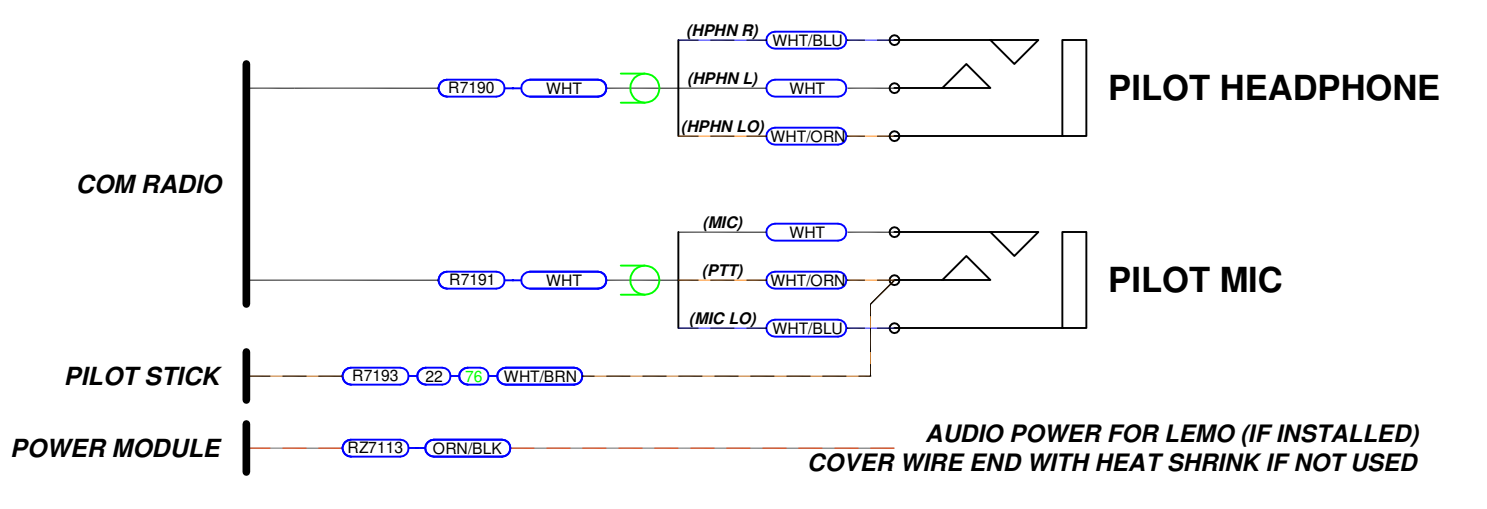 (HPHN R) WHT/BLU
R7190 WHT (HPHN L) WHT PILOT HEADPHONE
(HPHN LO) WHT/ORN
COM RADIO
(MIC) WHT
R7191 WHT (PTT) WHT/ORN PILOT MIC
(MIC LO) WHT/BLU
PILOT STICK R7193 22 76 WHT/BRN
POWER MODULE RZ7113 ORN/BLK
AUDIO POWER FOR LEMO (IF INSTALLED)
COVER WIRE END WITH HEAT SHRINK IF NOT USED